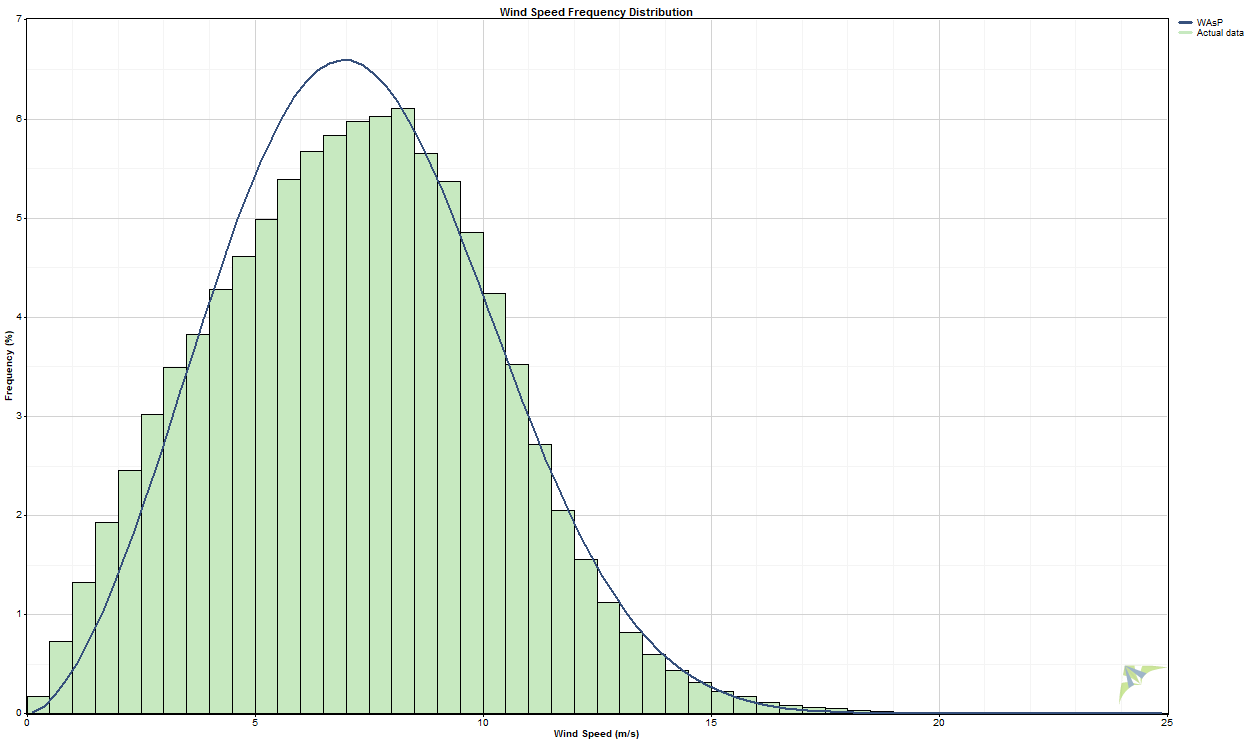 Wind Speed Frequency Distribution
WAsP
Actual data
7
6
5
4
3
2
1
0
Frequency (%)
0 5 10 15 20 25
Wind Speed (m/s)